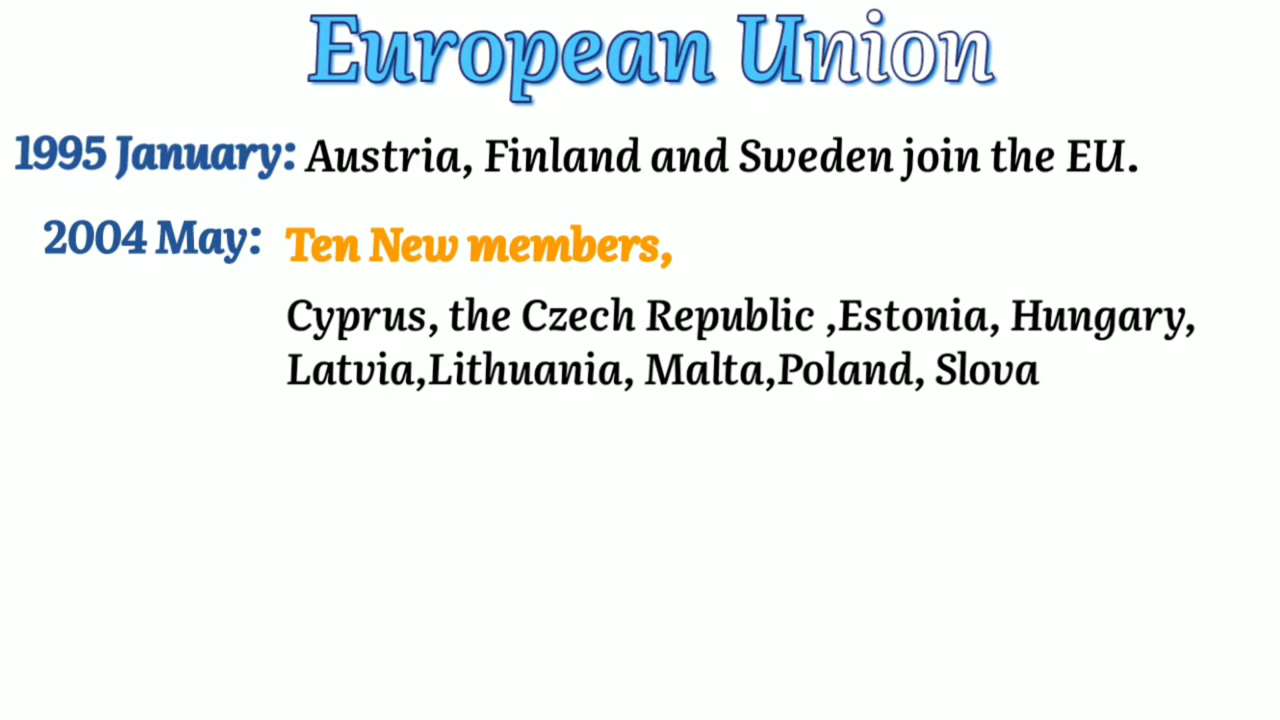 European Union
1995 January: Austria, Finland and Sweden join the EU.
2004 May: Ten New members,
Cyprus, the Czech Republic ,Estonia, Hungary,
Latvia,Lithuania, Malta,Poland, Slova